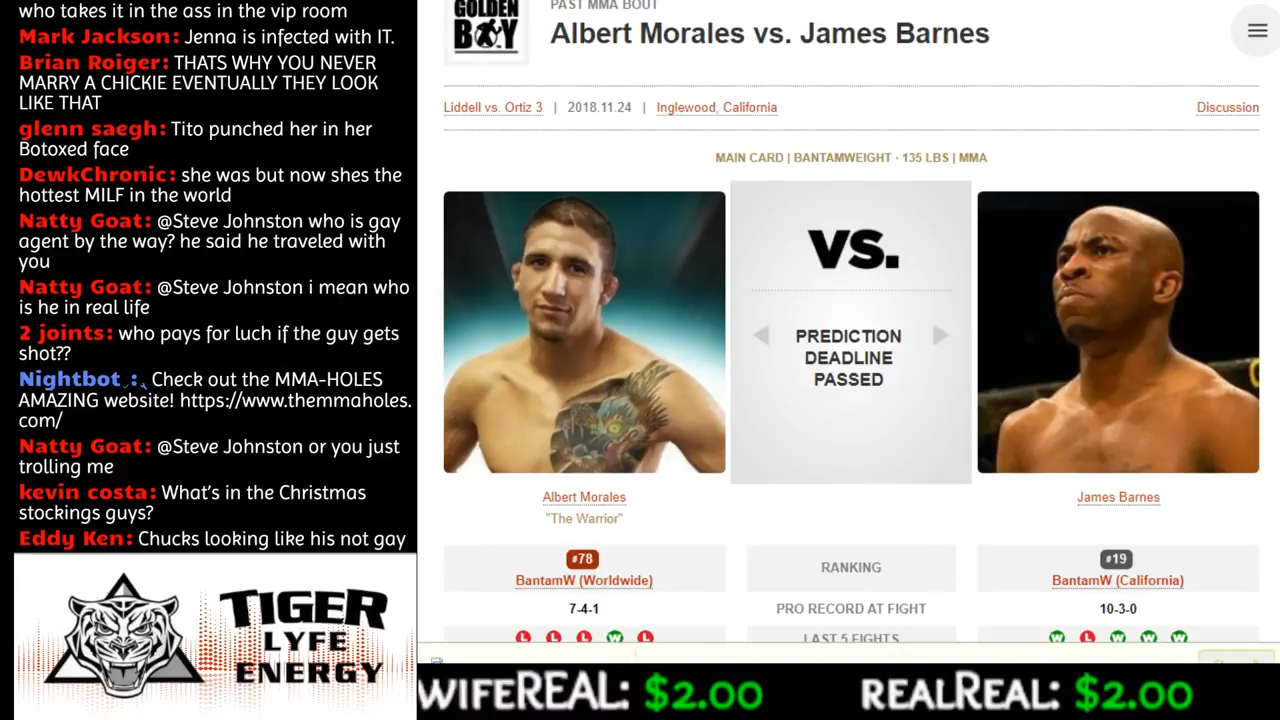 who takes it in the ass in the vip room
Mark Jackson: Jenna is infected with IT.
Brian Roiger: THATS WHY YOU NEVER
MARRY A CHICKIE EVENTUALLY THEY LOOK
LIKE THAT
glenn saegh: Tito punched her in her
Botoxed face
DewkChronic: she was but now shes the
hottest MILF in the world
Natty Goat: @Steve Johnston who is gay
agent by the way? he said he traveled with
you
Natty Goat: @Steve Johnston i mean who
is he in real life
2 joints: who pays for luch if the guy gets
shot??
Nightbot : Check out the MMA-HOLES
AMAZING website! https://www.themmaholes.
com/
Natty Goat: @Steve Johnston or you just
trolling me
kevin costa: What's in the Christmas
stockings guys?
Eddy Ken: Chucks looking like his not gay
TIGER
LYFE
ENERGY
GOLDEN
BOY
PAST MMA BOUT
Albert Morales vs. James Barnes
Liddell vs. Ortiz 3 | 2018.11.24 | Inglewood, California
Discussion
MAIN CARD | BANTAMWEIGHT · 135 LBS | MMA
VS.
PREDICTION
DEADLINE
PASSED
Albert Morales
"The Warrior"
James Barnes
#78
BantamW (Worldwide)
RANKING
#19
BantamW (California)
7-4-1
PRO RECORD AT FIGHT
10-3-0
L L L W L
LAST 5 FIGHTS
W L W W W
wifeREAL: $2.00
REALReal: $2.00